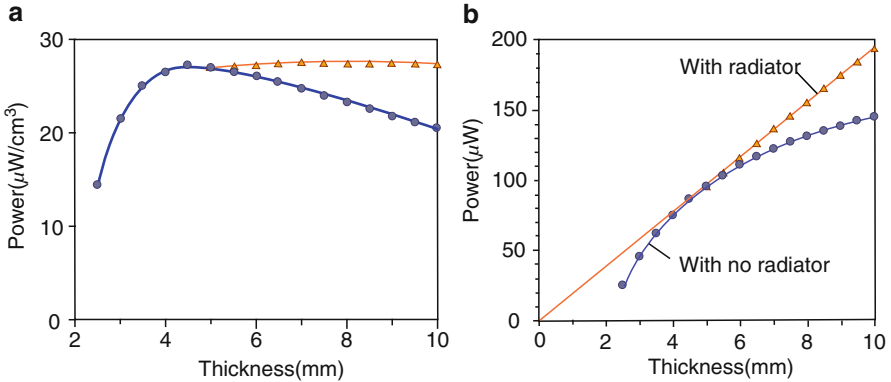 a
30
20
10
0
Power(μW/cm³)
2
4
6
8
10
Thickness(mm)
b
200
150
100
50
0
Power(μW)
With radiator
With no radiator
0
2
4
6
8
10
Thickness(mm)